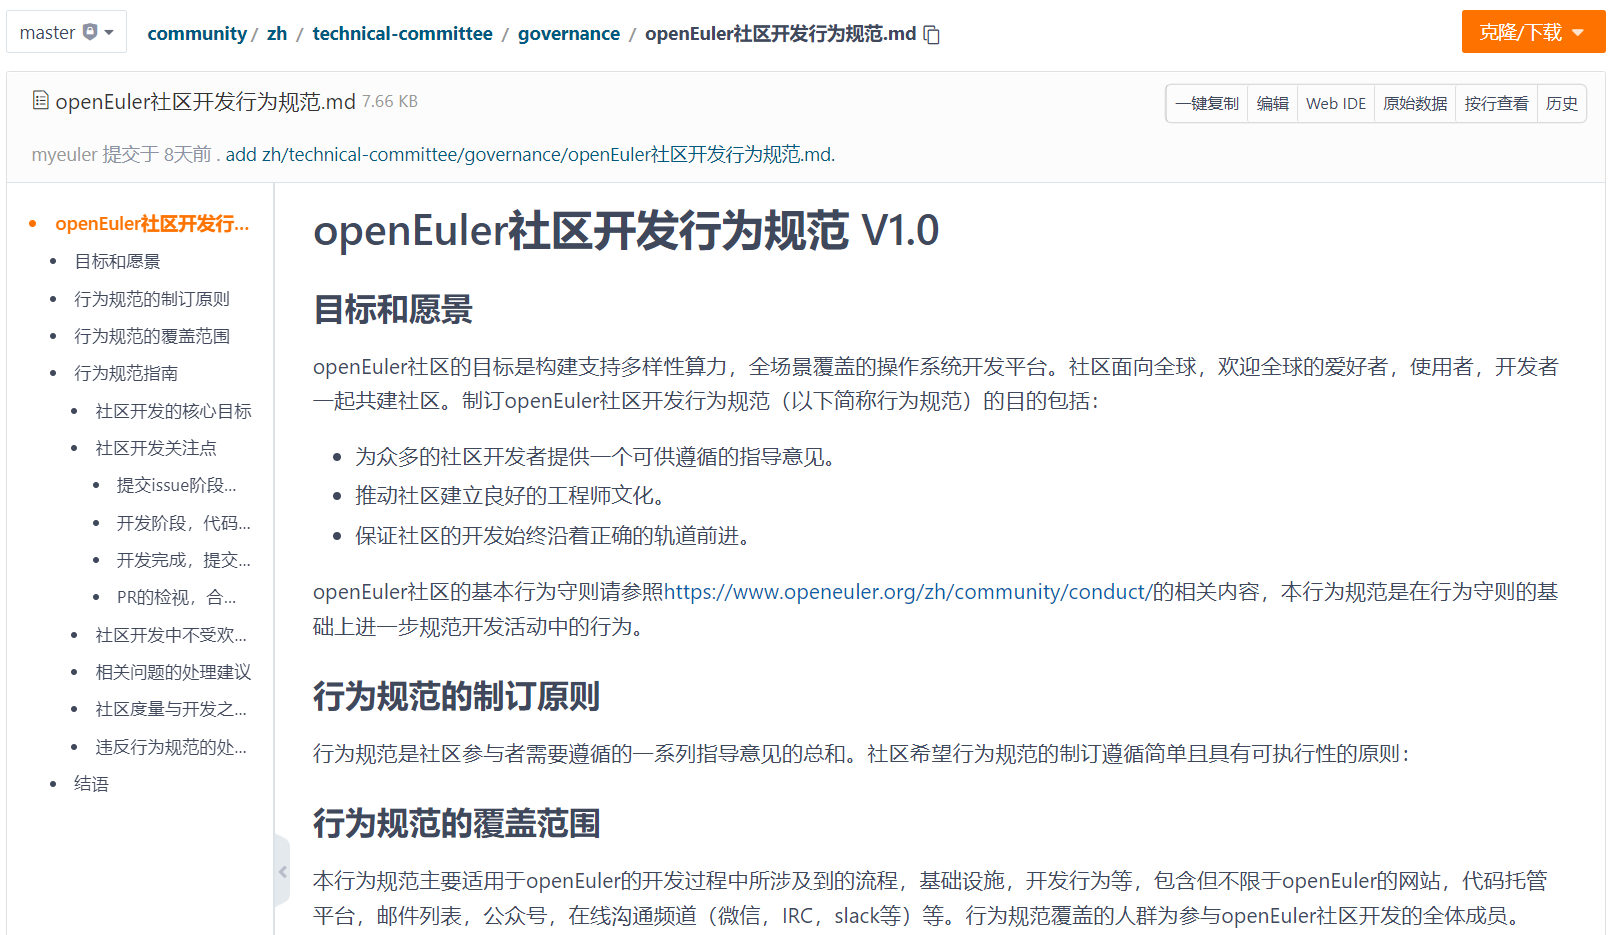 master
community / zh / technical-committee / governance / openEuler社区开发行为规范.md
克隆/下载
openEuler社区开发行为规范.md 7.66 KB
一键复制 编辑 Web IDE 原始数据 按行查看 历史
myeuler 提交于 8天前 . add zh/technical-committee/governance/openEuler社区开发行为规范.md.
openEuler社区开发行...
目标和愿景
行为规范的制订原则
行为规范的覆盖范围
行为规范指南
社区开发的核心目标
社区开发关注点
提交issue阶段...
开发阶段，代码...
开发完成，提交...
PR的检视，合...
社区开发中不受欢...
相关问题的处理建议
社区度量与开发之...
违反行为规范的处...
结语
openEuler社区开发行为规范 V1.0
目标和愿景
openEuler社区的目标是构建支持多样性算力，全场景覆盖的操作系统开发平台。社区面向全球，欢迎全球的爱好者，使用者，开发者
一起共建社区。制订openEuler社区开发行为规范（以下简称行为规范）的目的包括：
为众多的社区开发者提供一个可供遵循的指导意见。
推动社区建立良好的工程师文化。
保证社区的开发始终沿着正确的轨道前进。
openEuler社区的基本行为守则请参照https://www.openeuler.org/zh/community/conduct/的相关内容，本行为规范是在行为守则的基
础上进一步规范开发活动中的行为。
行为规范的制订原则
行为规范是社区参与者需要遵循的一系列指导意见的总和。社区希望行为规范的制订遵循简单且具有可执行性的原则：
行为规范的覆盖范围
本行为规范主要适用于openEuler的开发过程中所涉及到的流程，基础设施，开发行为等，包含但不限于openEuler的网站，代码托管
平台，邮件列表，公众号，在线沟通频道（微信，IRC，slack等）等。行为规范覆盖的人群为参与openEuler社区开发的全体成员。